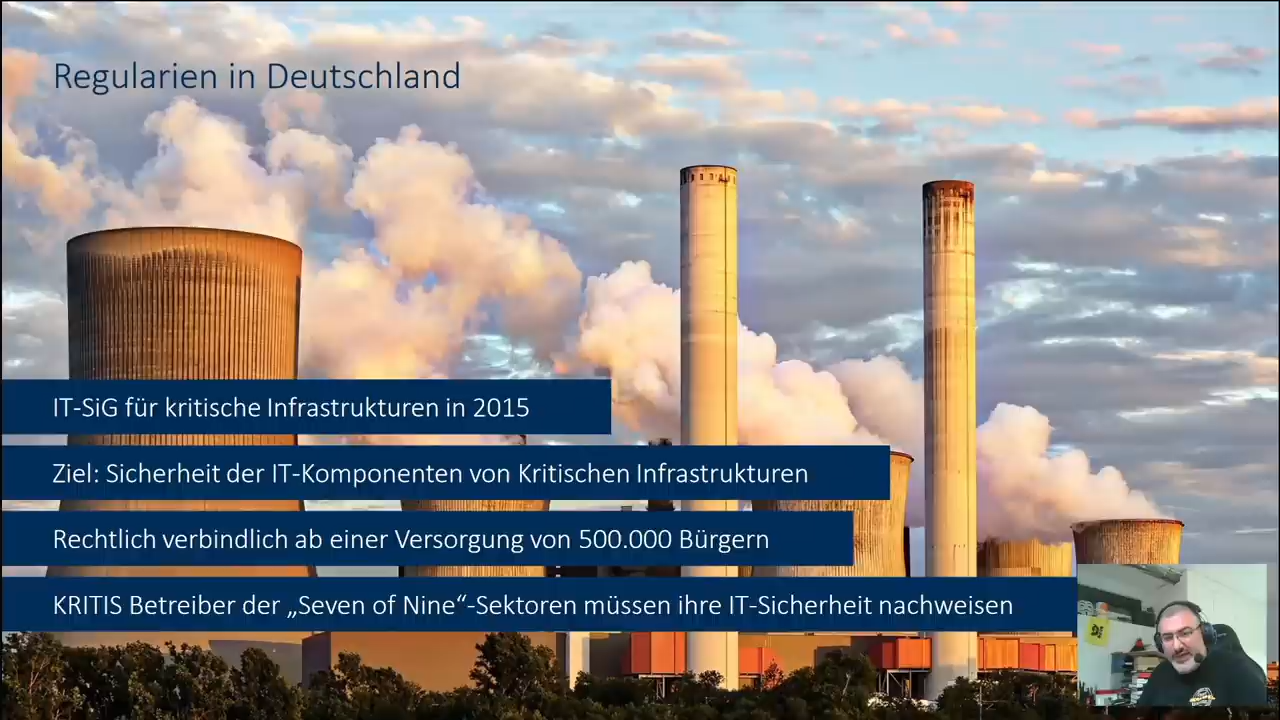 Regularien in Deutschland
IT-SiG für kritische Infrastrukturen in 2015
Ziel: Sicherheit der IT-Komponenten von Kritischen Infrastrukturen
Rechtlich verbindlich ab einer Versorgung von 500.000 Bürgern
KRITIS Betreiber der „Seven of Nine“-Sektoren müssen ihre IT-Sicherheit nachweisen